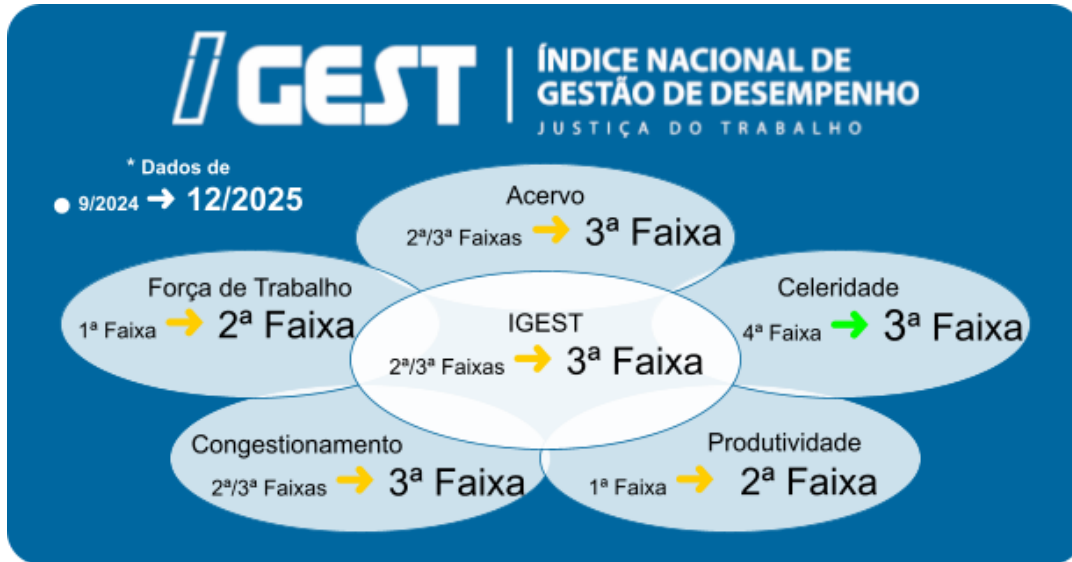 iGEST
ÍNDICE NACIONAL DE
GESTÃO DE DESEMPENHO
JUSTIÇA DO TRABALHO
* Dados de
9/2024 ➜ 12/2025
Acervo
2ª/3ª Faixas ➜ 3ª Faixa
Força de Trabalho
1ª Faixa ➜ 2ª Faixa
IGEST
2ª/3ª Faixas ➜ 3ª Faixa
Celeridade
4ª Faixa ➜ 3ª Faixa
Congestionamento
2ª/3ª Faixas ➜ 3ª Faixa
Produtividade
1ª Faixa ➜ 2ª Faixa